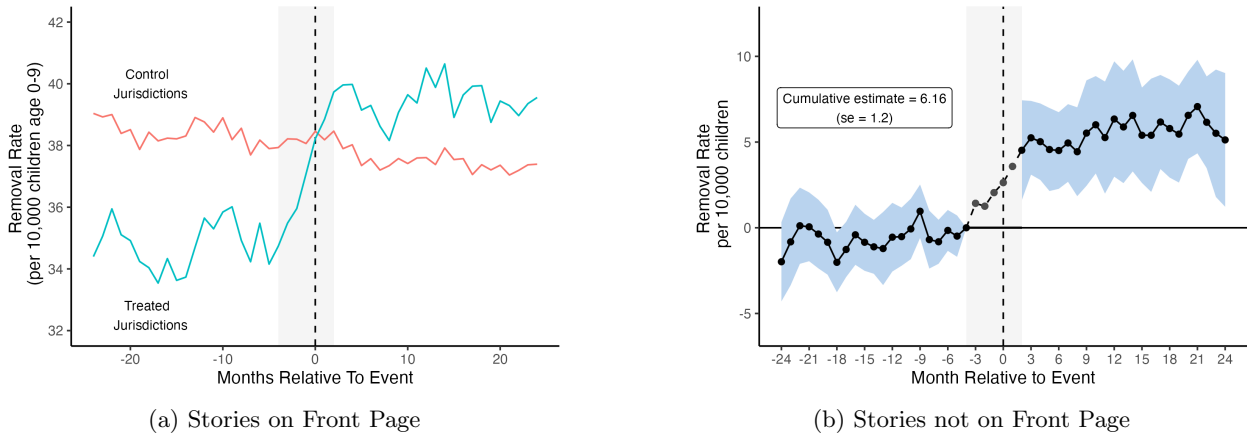 42
40
38
36
34
32
Removal Rate
(per 10,000 children age 0-9)
Control
Jurisdictions
Treated
Jurisdictions
-20 -10 0 10 20
Months Relative To Event
(a) Stories on Front Page
10
5
0
-5
Removal Rate
per 10,000 children
Cumulative estimate = 6.16
(se = 1.2)
-24 -21 -18 -15 -12 -9 -6 -3 0 3 6 9 12 15 18 21 24
Month Relative to Event
(b) Stories not on Front Page